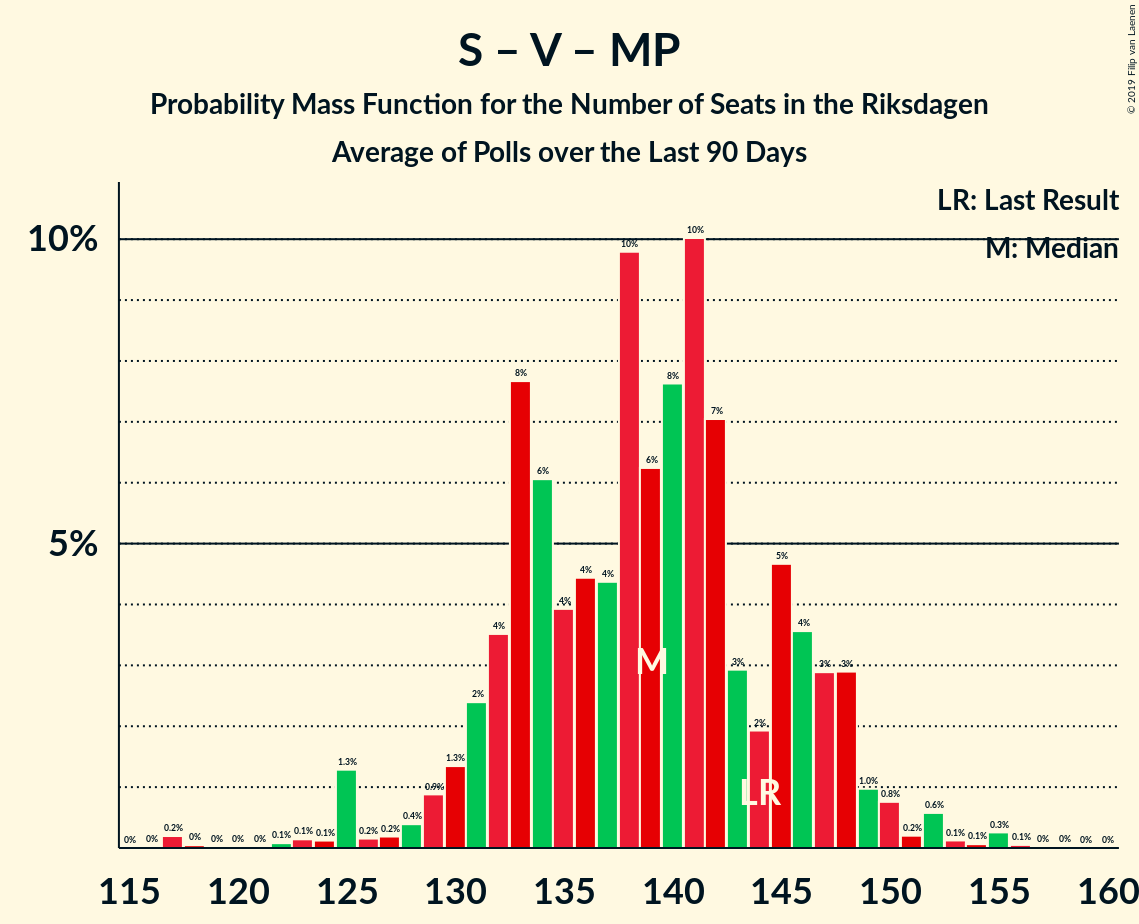 © 2019 Filip van Laenen
S – V – MP
Probability Mass Function for the Number of Seats in the Riksdagen
Average of Polls over the Last 90 Days
LR: Last Result
M: Median
10%
5%
0% 0% 0.2% 0% 0% 0% 0% 0.1% 0.1% 0.1% 1.3% 0.2% 0.2% 0.4% 0.9% 1.3% 2% 4% 8% 6% 4% 4% 4% 10% 6% 8% 10% 7% 3% 2% 5% 4% 3% 3% 1.0% 0.8% 0.2% 0.6% 0.1% 0.1% 0.3% 0.1% 0% 0% 0% 0%
M
LR
115 120 125 130 135 140 145 150 155 160